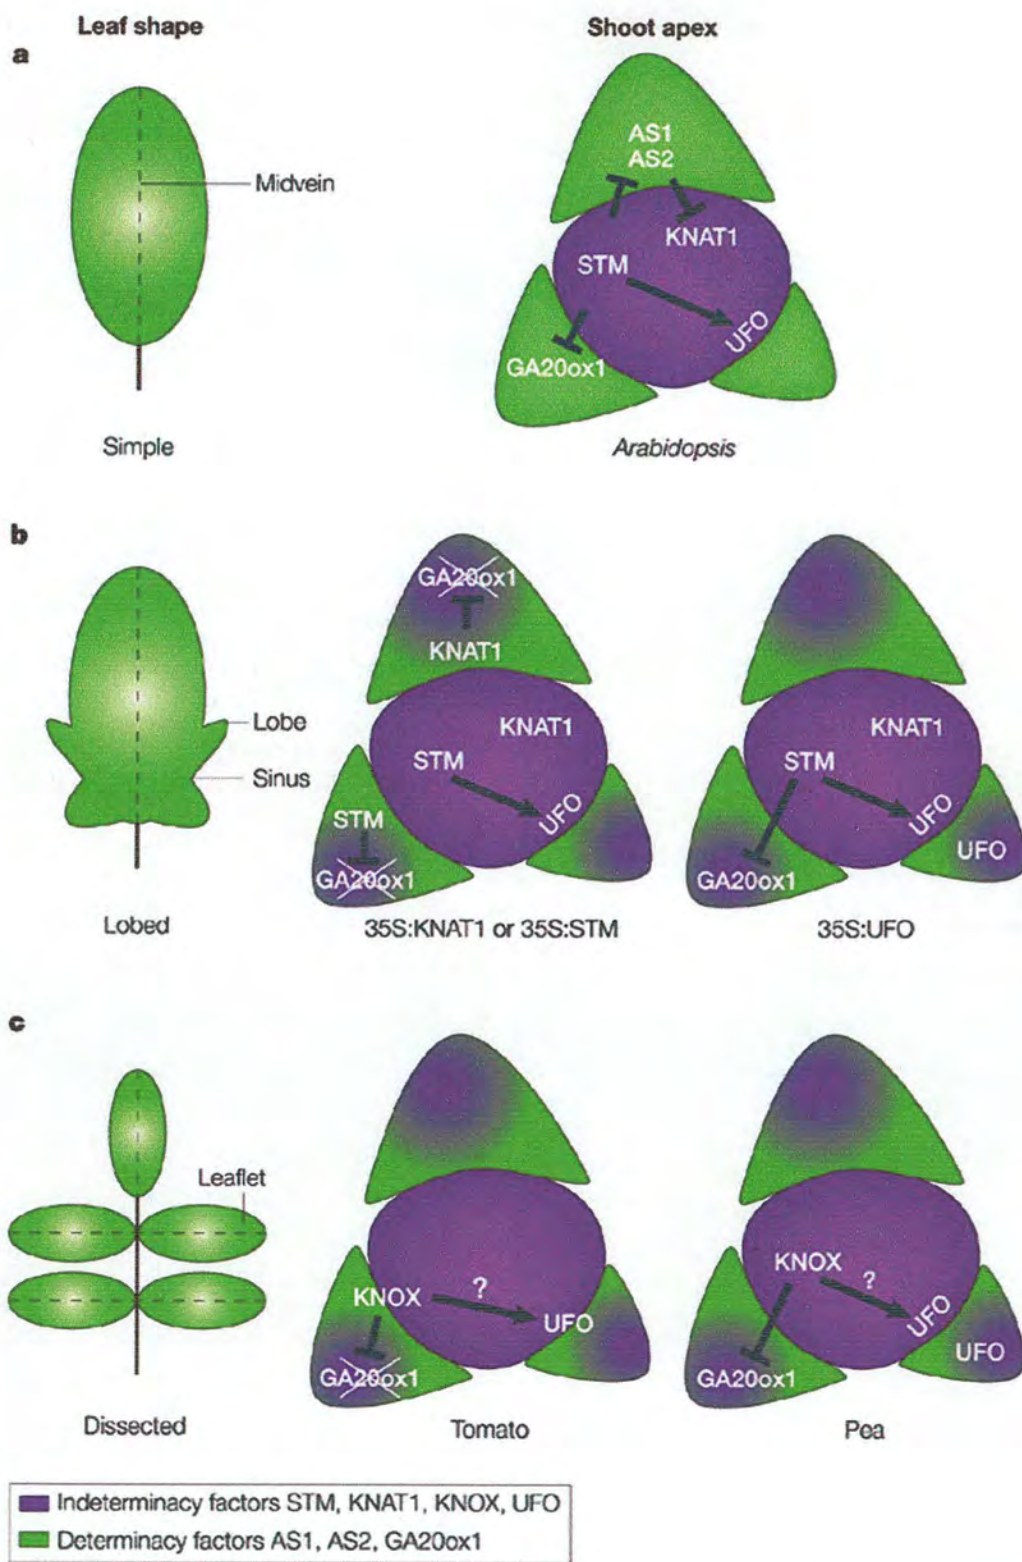 Leaf shape
Shoot apex
a
Midvein
Simple
AS1
AS2
KNAT1
STM
UFO
GA20ox1
Arabidopsis
b
Lobe
Sinus
Lobed
GA20ox1
KNAT1
KNAT1
STM
UFO
STM
GA20ox1
35S:KNAT1 or 35S:STM
KNAT1
STM
UFO
UFO
GA20ox1
35S:UFO
c
Leaflet
Dissected
KNOX
?
UFO
GA20ox1
Tomato
KNOX
?
UFO
UFO
GA20ox1
Pea
Indeterminacy factors STM, KNAT1, KNOX, UFO
Determinacy factors AS1, AS2, GA20ox1